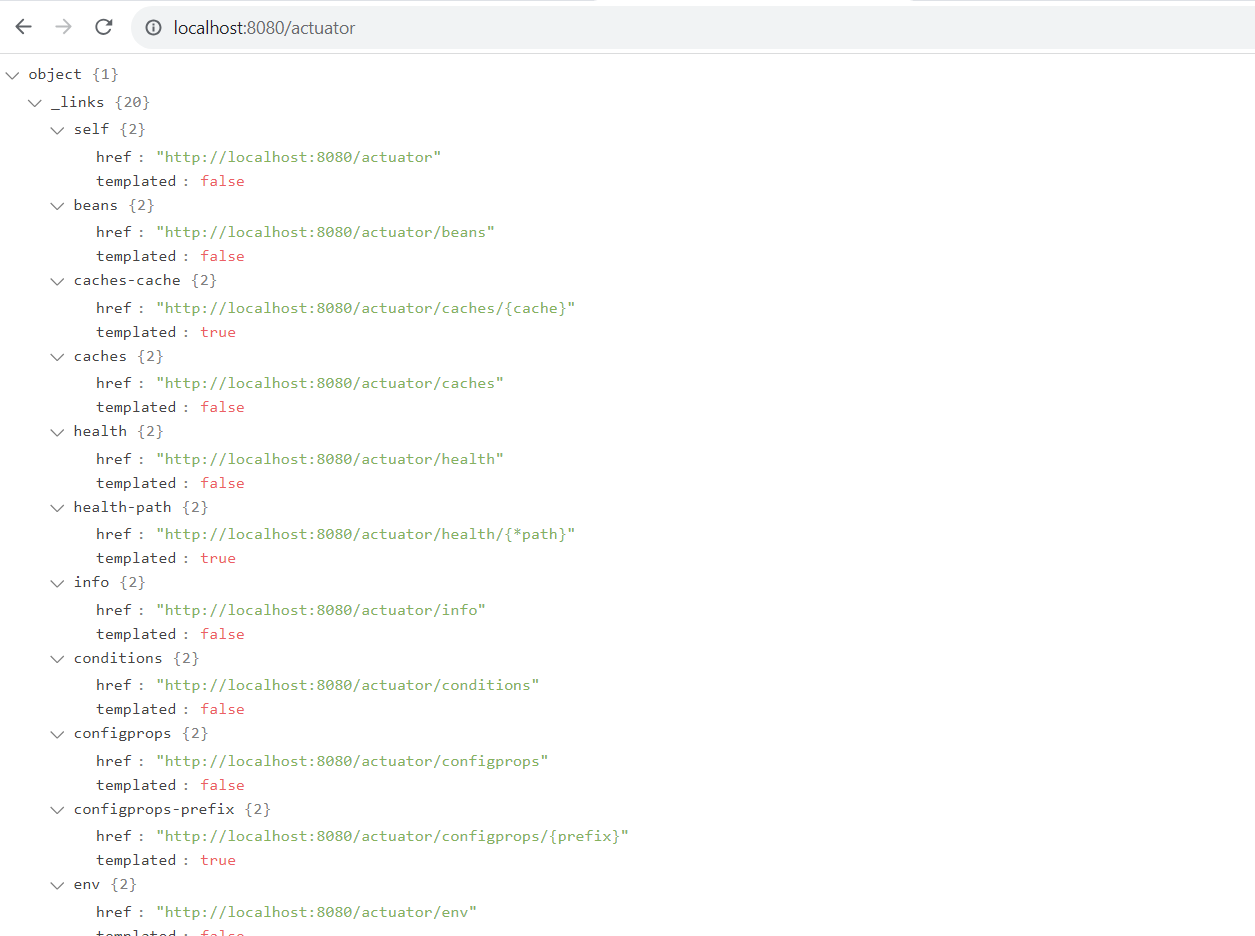 localhost:8080/actuator
object {1}
_links {20}
self {2}
href : "http://localhost:8080/actuator"
templated : false
beans {2}
href : "http://localhost:8080/actuator/beans"
templated : false
caches-cache {2}
href : "http://localhost:8080/actuator/caches/{cache}"
templated : true
caches {2}
href : "http://localhost:8080/actuator/caches"
templated : false
health {2}
href : "http://localhost:8080/actuator/health"
templated : false
health-path {2}
href : "http://localhost:8080/actuator/health/{*path}"
templated : true
info {2}
href : "http://localhost:8080/actuator/info"
templated : false
conditions {2}
href : "http://localhost:8080/actuator/conditions"
templated : false
configprops {2}
href : "http://localhost:8080/actuator/configprops"
templated : false
configprops-prefix {2}
href : "http://localhost:8080/actuator/configprops/{prefix}"
templated : true
env {2}
href : "http://localhost:8080/actuator/env"
templated : false